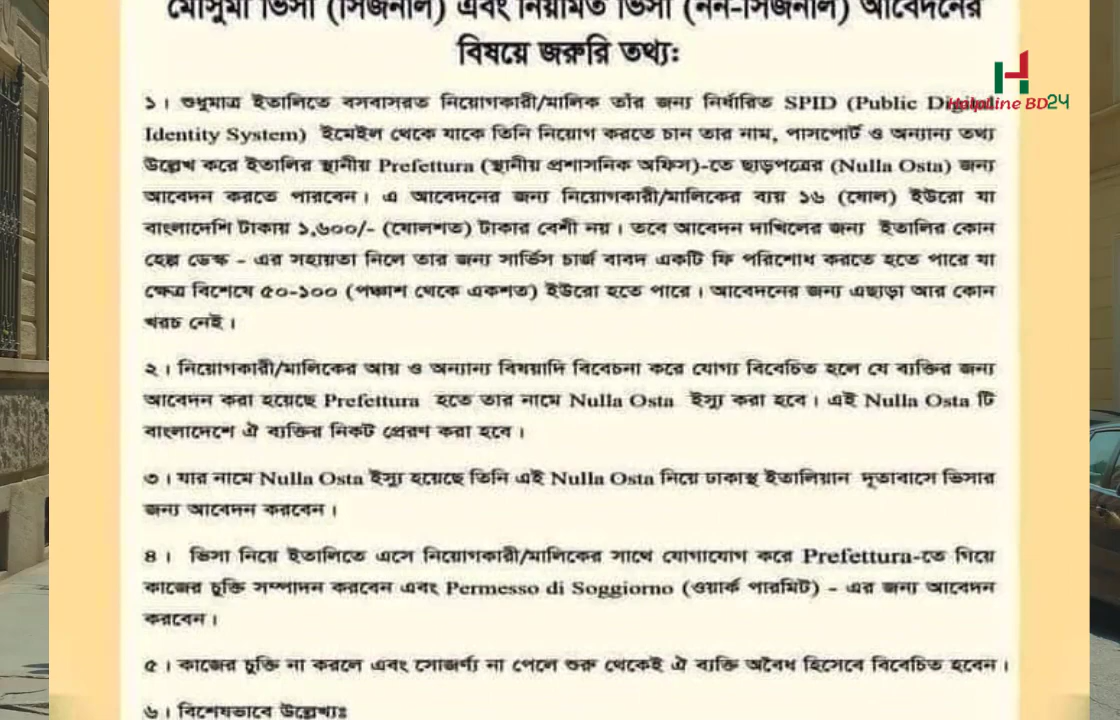 মৌসুমী ভিসা (সিজনাল) এবং নিয়মিত ভিসা (নন-সিজনাল) আবেদনের
বিষয়ে জরুরি তথ্যঃ
১। শুধুমাত্র ইতালিতে বসবাসরত নিয়োগকারী/মালিক তাঁর জন্য নির্ধারিত SPID (Public Digital
Helpline BD24
Identity System) ইমেইল থেকে যাকে তিনি নিয়োগ করতে চান তার নাম, পাসপোর্ট ও অন্যান্য তথ্য
উল্লেখ করে ইতালির স্থানীয় Prefettura (স্থানীয় প্রশাসনিক অফিস)-তে ছাড়পত্রের (Nulla Osta) জন্য
আবেদন করতে পারবেন। এ আবেদনের জন্য নিয়োগকারী/মালিকের ব্যয় ১৬ (ষোল) ইউরো যা
বাংলাদেশি টাকায় ১,৬০০/- (ষোলশত) টাকার বেশী নয়। তবে আবেদন দাখিলের জন্য ইতালির কোন
হেল্প ডেস্ক - এর সহায়তা নিলে তার জন্য সার্ভিস চার্জ বাবদ একটি ফি পরিশোধ করতে হতে পারে যা
ক্ষেত্র বিশেষে ৫০-১০০ (পঞ্চাশ থেকে একশত) ইউরো হতে পারে। আবেদনের জন্য এছাড়া আর কোন
খরচ নেই।
২। নিয়োগকারী/মালিকের আয় ও অন্যান্য বিষয়াদি বিবেচনা করে যোগ্য বিবেচিত হলে যে ব্যক্তির জন্য
আবেদন করা হয়েছে Prefettura হতে তার নামে Nulla Osta ইস্যু করা হবে। এই Nulla Osta টি
বাংলাদেশে ঐ ব্যক্তির নিকট প্রেরণ করা হবে।
৩। যার নামে Nulla Osta ইস্যু হয়েছে তিনি এই Nulla Osta নিয়ে ঢাকাস্থ ইতালিয়ান দূতাবাসে ভিসার
জন্য আবেদন করবেন।
৪। ভিসা নিয়ে ইতালিতে এসে নিয়োগকারী/মালিকের সাথে যোগাযোগ করে Prefettura-তে গিয়ে
কাজের চুক্তি সম্পাদন করবেন এবং Permesso di Soggiorno (ওয়ার্ক পারমিট) - এর জন্য আবেদন
করবেন।
৫। কাজের চুক্তি না করলে এবং সোজর্ণ্য না পেলে শুরু থেকেই ঐ ব্যক্তি অবৈধ হিসেবে বিবেচিত হবেন।
৬। বিশেষভাবে উল্লেখ্যঃ